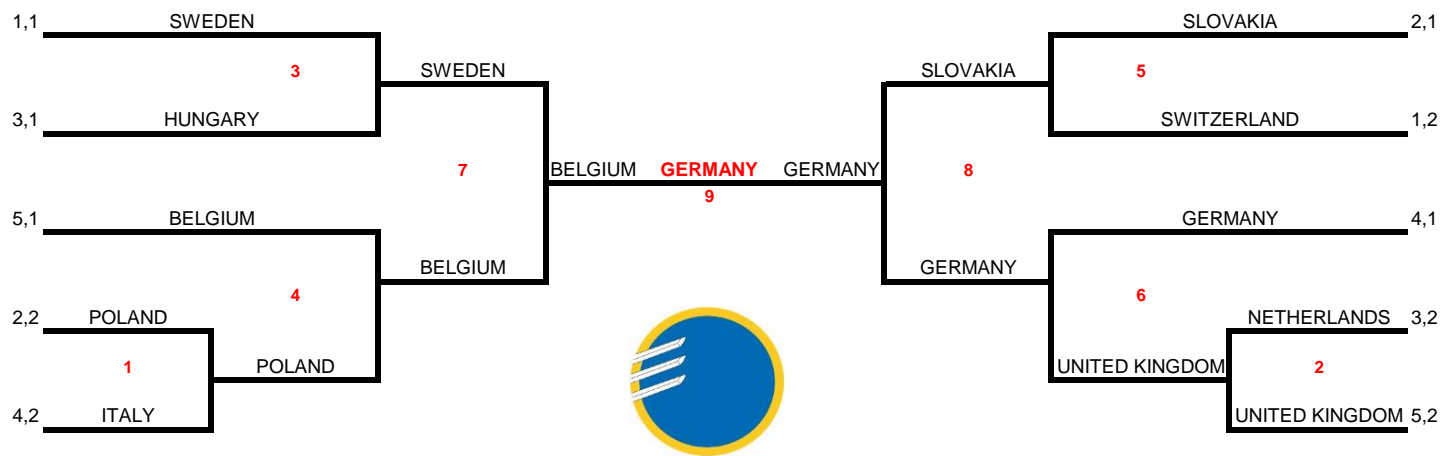 1,1 SWEDEN SLOVAKIA 2,1
3 SWEDEN SLOVAKIA 5
3,1 HUNGARY SWITZERLAND 1,2
7 BELGIUM GERMANY GERMANY 8
9
5,1 BELGIUM GERMANY 4,1
BELGIUM GERMANY
4 6
2,2 POLAND NETHERLANDS 3,2
1 POLAND UNITED KINGDOM 2
4,2 ITALY UNITED KINGDOM 5,2